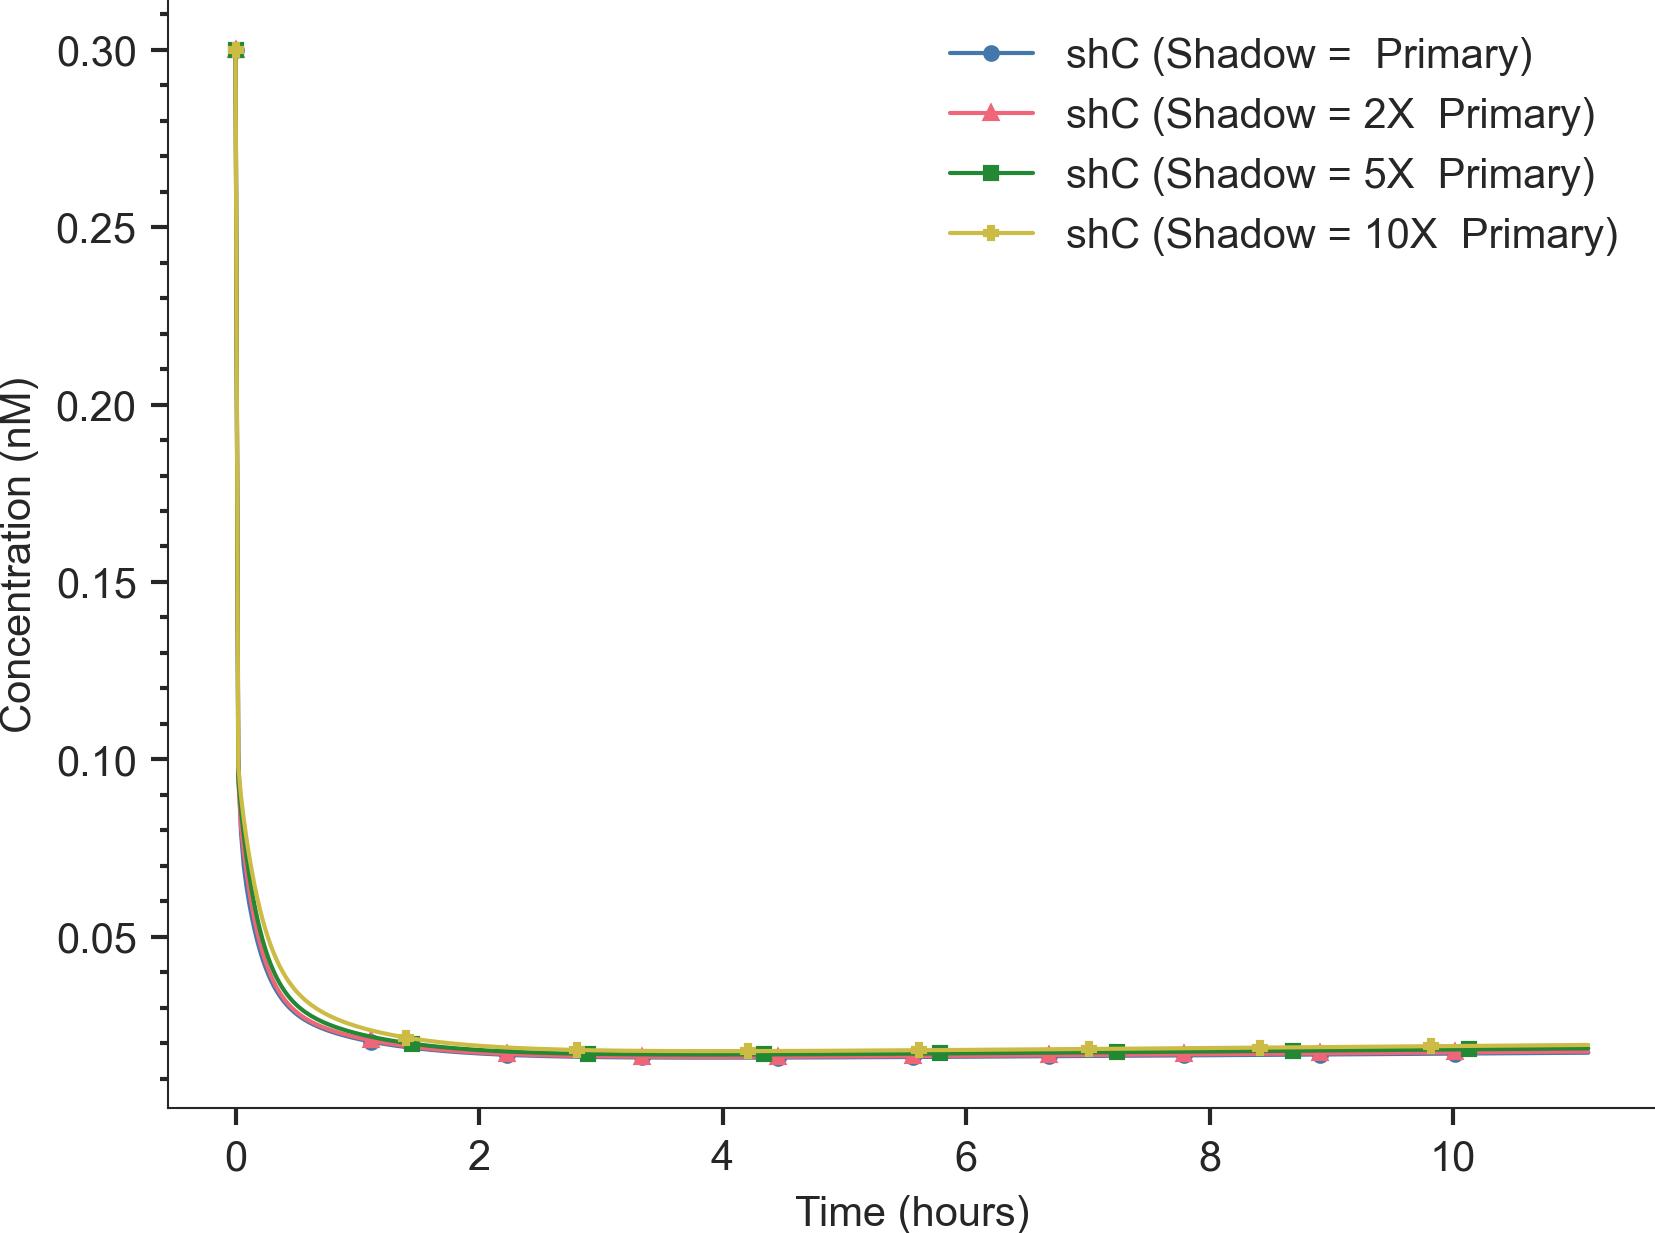 0.30
0.25
0.20
0.15
0.10
0.05
Concentration (nM)
shC (Shadow =  Primary)
shC (Shadow = 2X  Primary)
shC (Shadow = 5X  Primary)
shC (Shadow = 10X  Primary)
0 2 4 6 8 10
Time (hours)